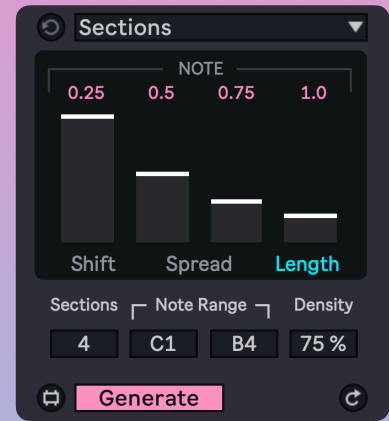 Sections
NOTE
0.25 0.5 0.75 1.0
Shift Spread Length
Sections Note Range Density
4 C1 B4 75 %
Generate